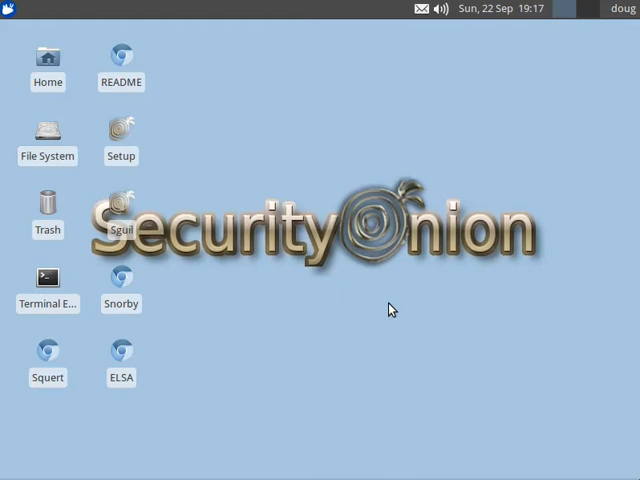 Sun, 22 Sep 19:17 doug
Home README
File System Setup
Trash Sguil
SecurityOnion
Terminal E... Snorby
Squert ELSA